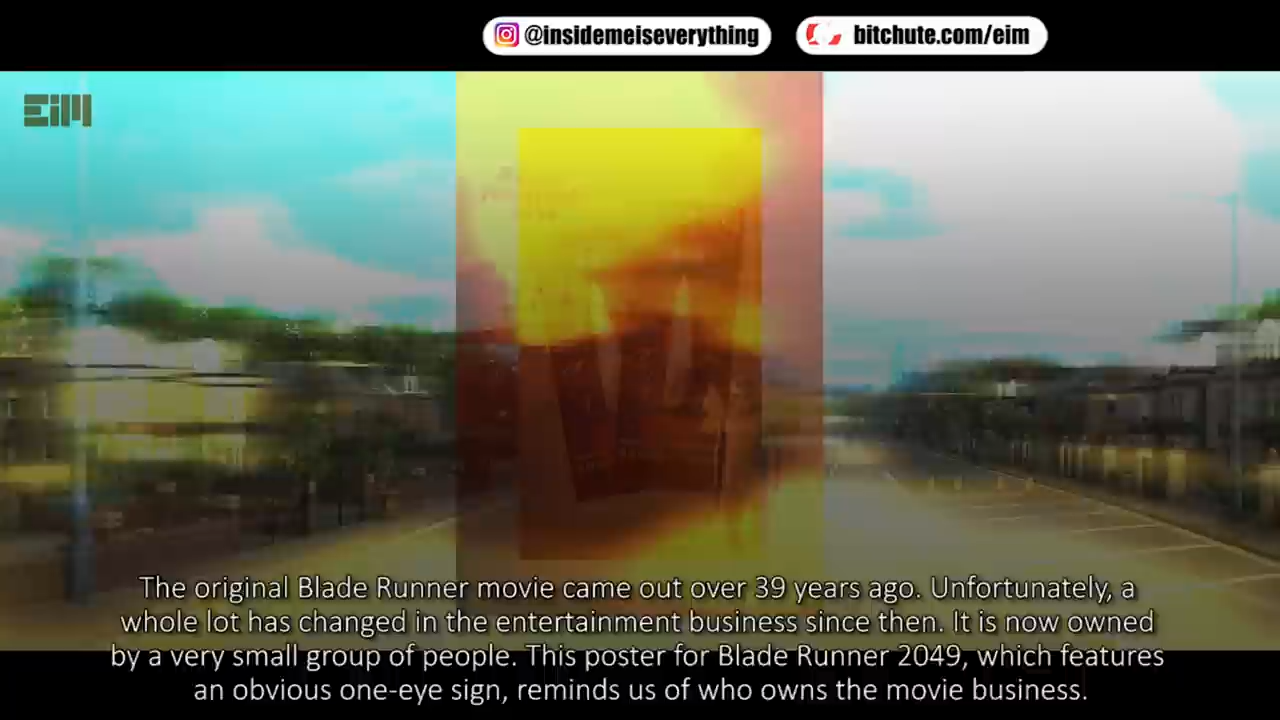 @insidemeiseverything
bitchute.com/eim
EiM
The original Blade Runner movie came out over 39 years ago. Unfortunately, a
whole lot has changed in the entertainment business since then. It is now owned
by a very small group of people. This poster for Blade Runner 2049, which features
an obvious one-eye sign, reminds us of who owns the movie business.